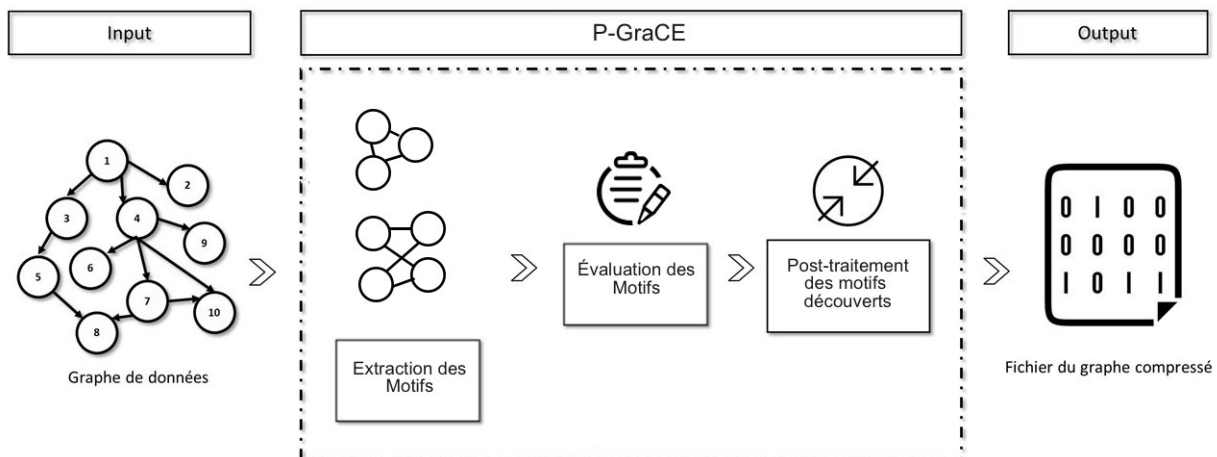 Input
P-GraCE
Output
1
2
3
4
9
6
5
7
10
8
Graphe de données
Extraction des
Motifs
Évaluation des
Motifs
Post-traitement
des motifs
découverts
0 1 0 0
0 0 0 0
1 0 1 1
Fichier du graphe compressé